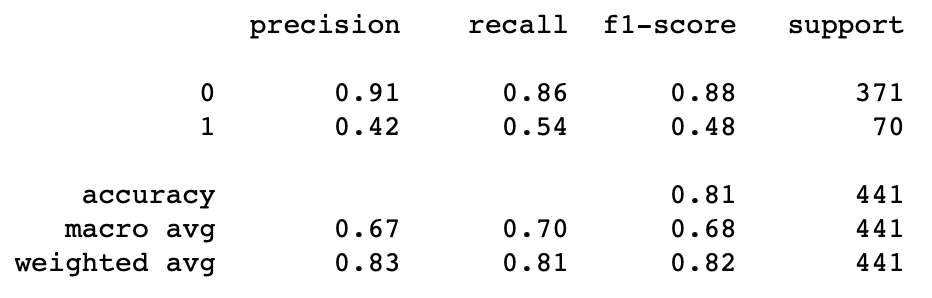 precision recall f1-score support
0 0.91 0.86 0.88 371
1 0.42 0.54 0.48 70
accuracy 0.81 441
macro avg 0.67 0.70 0.68 441
weighted avg 0.83 0.81 0.82 441